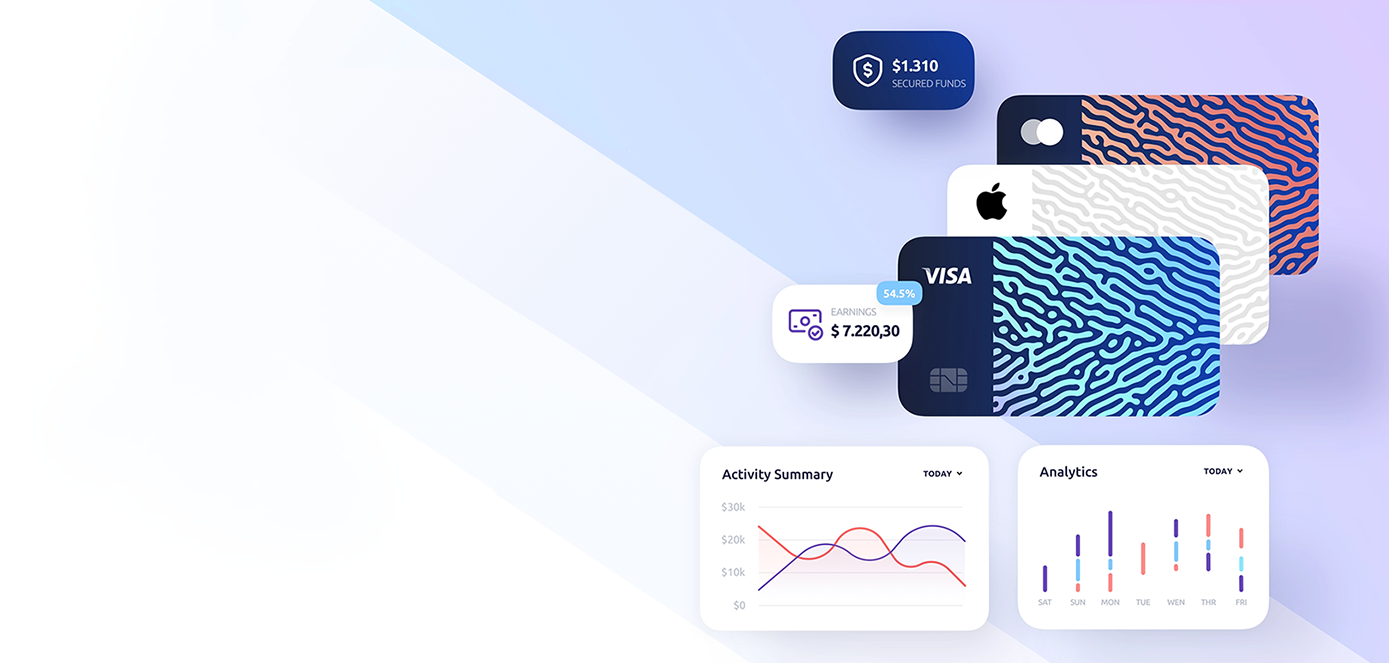 $1.310
SECURED FUNDS
VISA
54.5%
EARNINGS
$ 7.220,30
Activity Summary
TODAY
$30k
$20k
$10k
$0
Analytics
TODAY
SAT SUN MON TUE WEN THR FRI